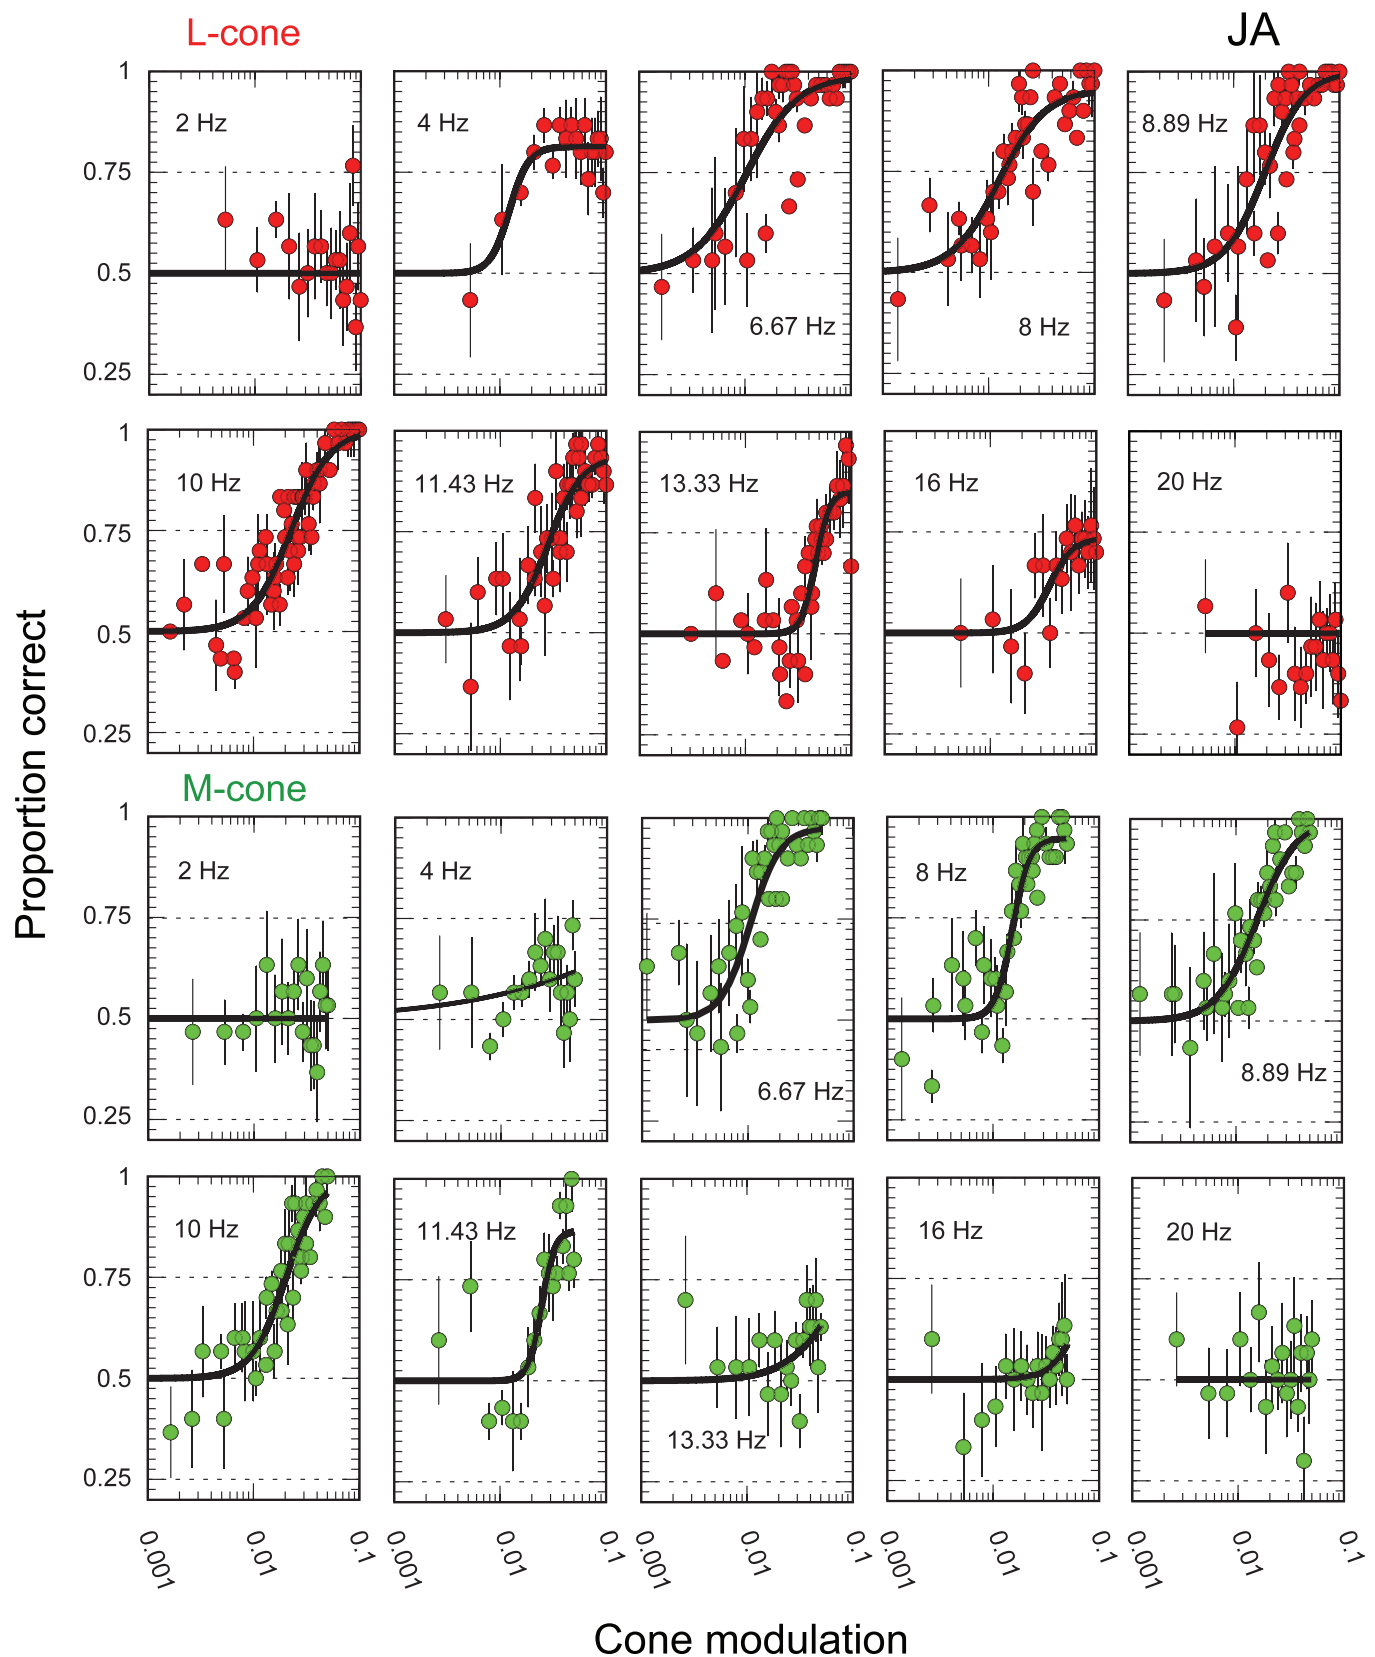 L-cone
JA
1
0.75
0.5
0.25
2 Hz
4 Hz
6.67 Hz
8 Hz
8.89 Hz
1
0.75
0.5
0.25
10 Hz
11.43 Hz
13.33 Hz
16 Hz
20 Hz
Proportion correct
M-cone
1
0.75
0.5
0.25
2 Hz
4 Hz
6.67 Hz
8 Hz
8.89 Hz
1
0.75
0.5
0.25
10 Hz
11.43 Hz
13.33 Hz
16 Hz
20 Hz
0.001 0.01 0.1
0.001 0.01 0.1
0.001 0.01 0.1
0.001 0.01 0.1
0.001 0.01 0.1
Cone modulation